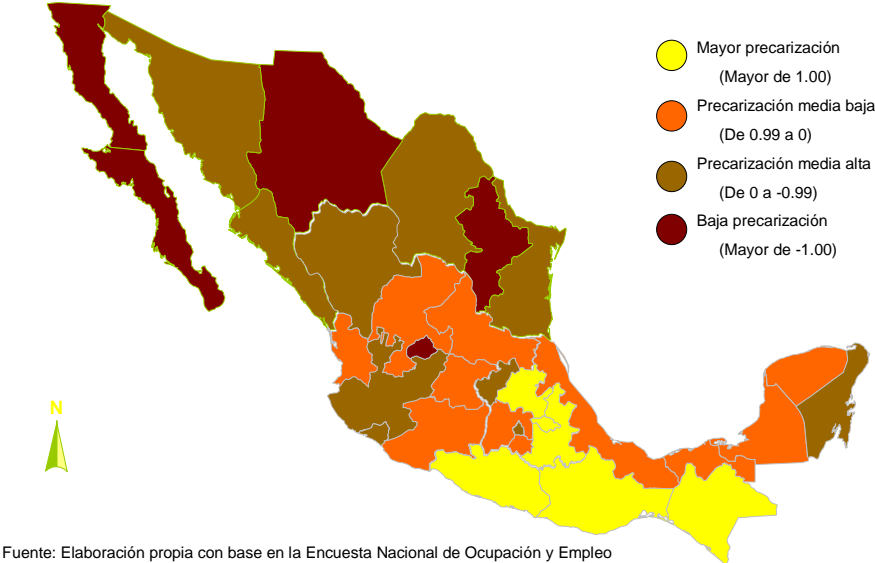 Mayor precarización
(Mayor de 1.00)
Precarización media baja
(De 0.99 a 0)
Precarización media alta
(De 0 a -0.99)
Baja precarización
(Mayor de -1.00)
N
Fuente: Elaboración propia con base en la Encuesta Nacional de Ocupación y Empleo